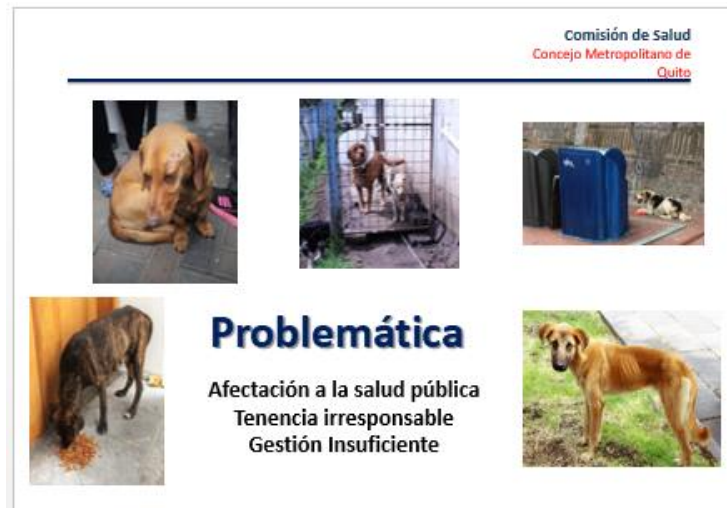 Comisión de Salud
Concejo Metropolitano de
Quito
Problemática
Afectación a la salud pública
Tenencia irresponsable
Gestión Insuficiente